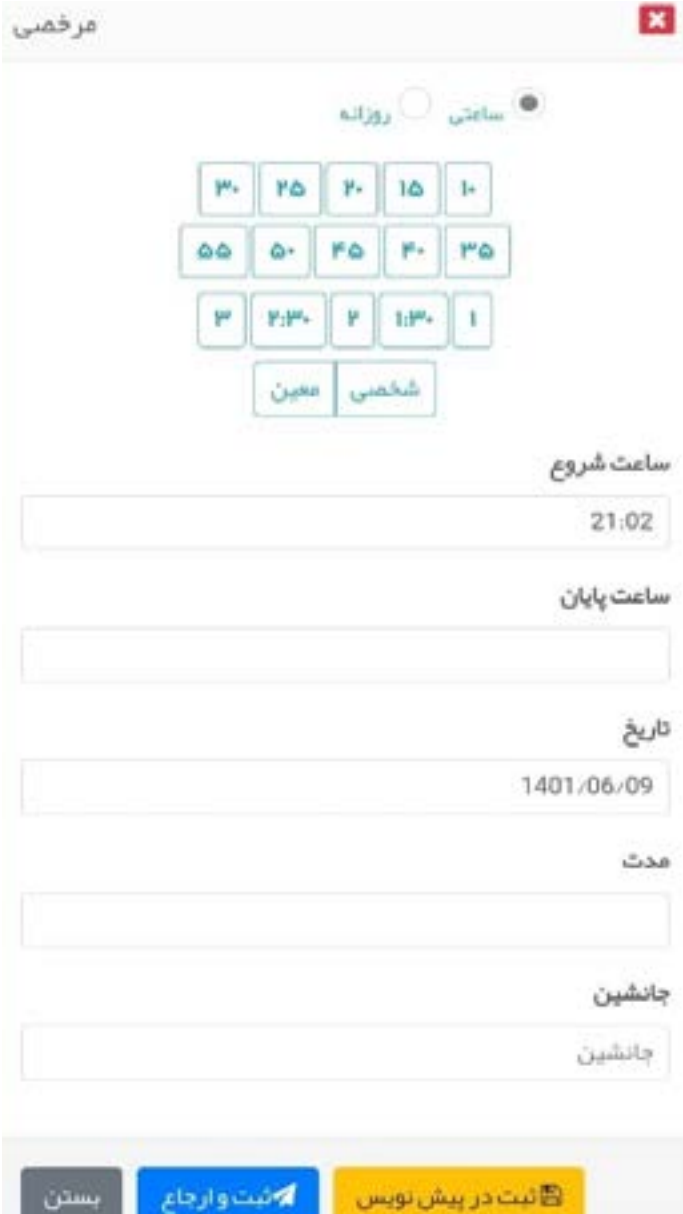 مرخصی
ساعتی روزانه
۱۰ ۱۵ ۲۰ ۲۵ ۳۰
۳۵ ۴۰ ۴۵ ۵۰ ۵۵
۱ ۱:۳۰ ۲ ۲:۳۰ ۳
شخصی معین
ساعت شروع
21:02
ساعت پایان
تاریخ
1401/06/09
مدت
جانشین
جانشین
ثبت در پیش نویس ثبت و ارجاع بستن